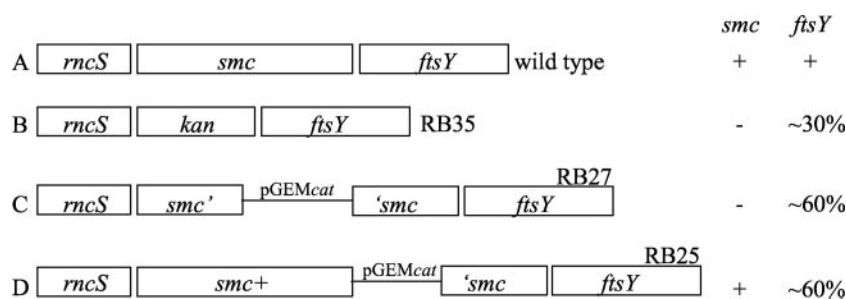 smc ftsY
A rncS smc ftsY wild type + +
B rncS kan ftsY RB35 - ~30%
RB27
C rncS smc' pGEMcat 'smc ftsY - ~60%
RB25
D rncS smc+ pGEMcat 'smc ftsY + ~60%